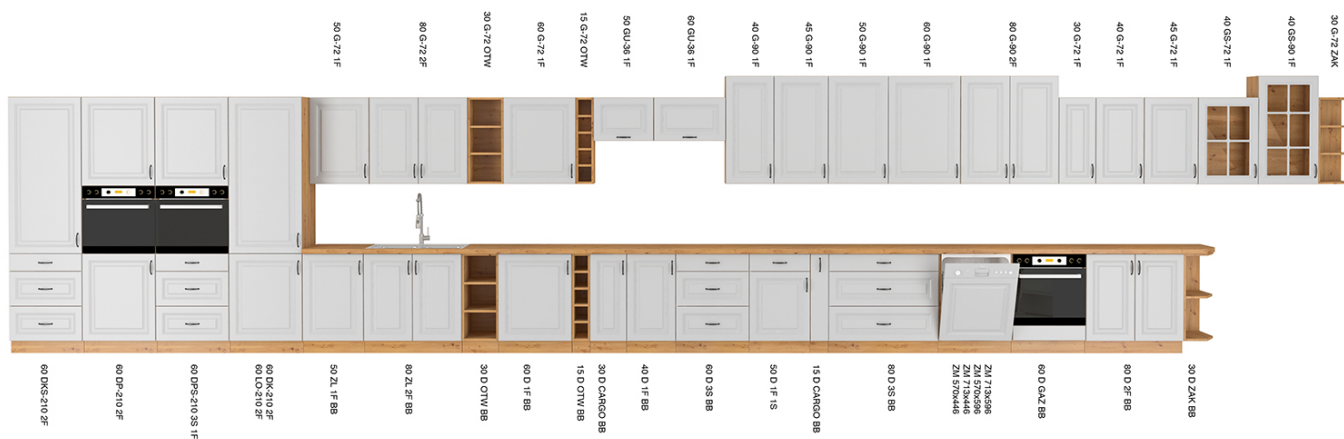 50 G-72 1F
80 G-72 2F
30 G-72 OTW
60 G-72 1F
15 G-72 OTW
50 GU-36 1F
60 GU-36 1F
40 G-90 1F
45 G-90 1F
50 G-90 1F
60 G-90 1F
80 G-90 2F
30 G-72 1F
40 G-72 1F
45 G-72 1F
40 GS-72 1F
40 GS-90 1F
30 G-72 ZAK
60 DKS-210 2F
60 DP-210 2F
60 DPS-210 3S 1F
60 DK-210 2F
60 LO-210 2F
50 ZL 1F BB
80 ZL 2F BB
30 D OTW BB
60 D 1F BB
15 D OTW BB
30 D CARGO BB
40 D 1F BB
60 D 3S BB
50 D 1F 1S
15 D CARGO BB
80 D 3S BB
ZM 713x596
ZM 570x596
ZM 713x446
ZM 570x446
60 D GAZ BB
80 D 2F BB
30 D ZAK BB